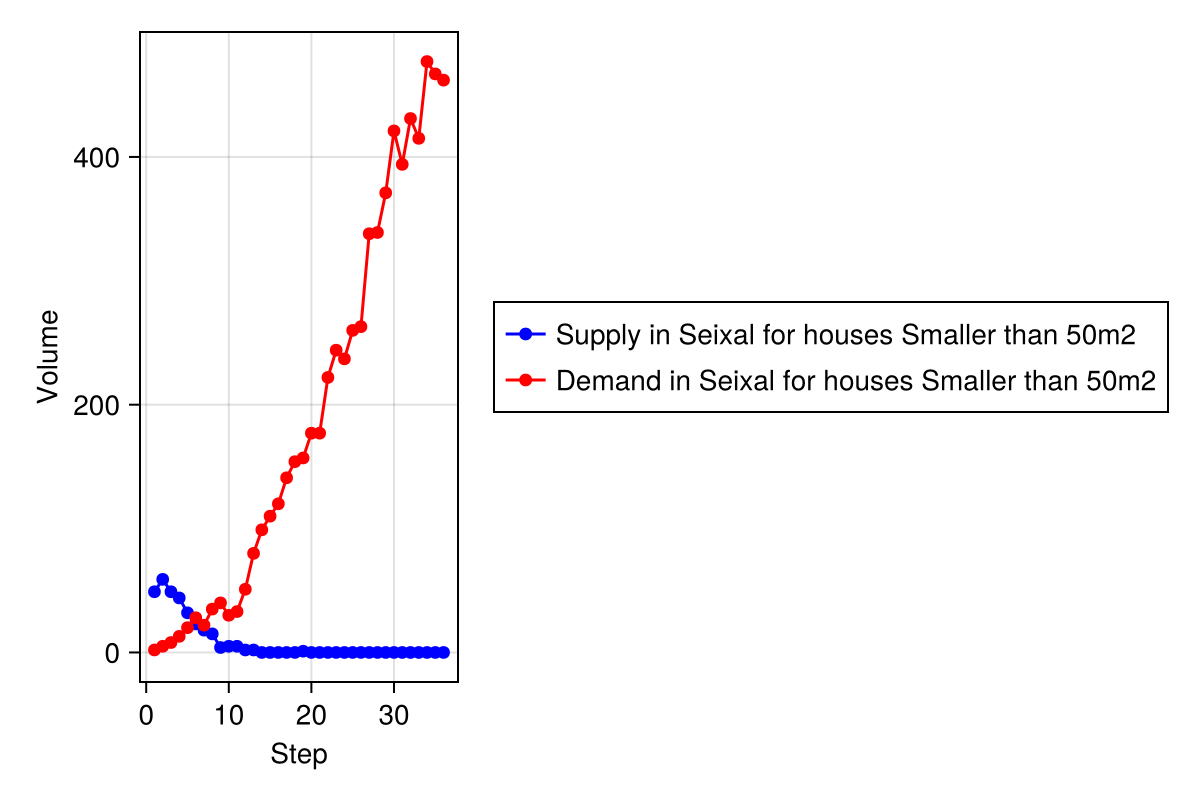 400
200
0
Volume
0 10 20 30
Step
Supply in Seixal for houses Smaller than 50m2
Demand in Seixal for houses Smaller than 50m2